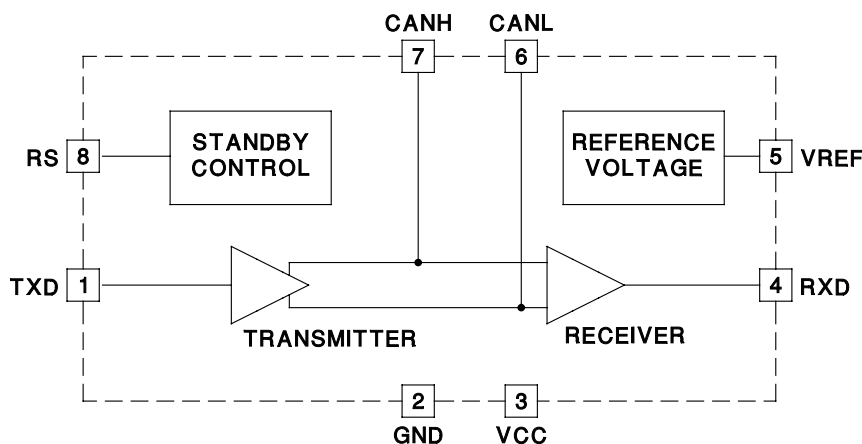 CANH CANL
7 6
STANDBY CONTROL
REFERENCE VOLTAGE
RS 8
5 VREF
TXD 1
4 RXD
TRANSMITTER
RECEIVER
2 3
GND VCC